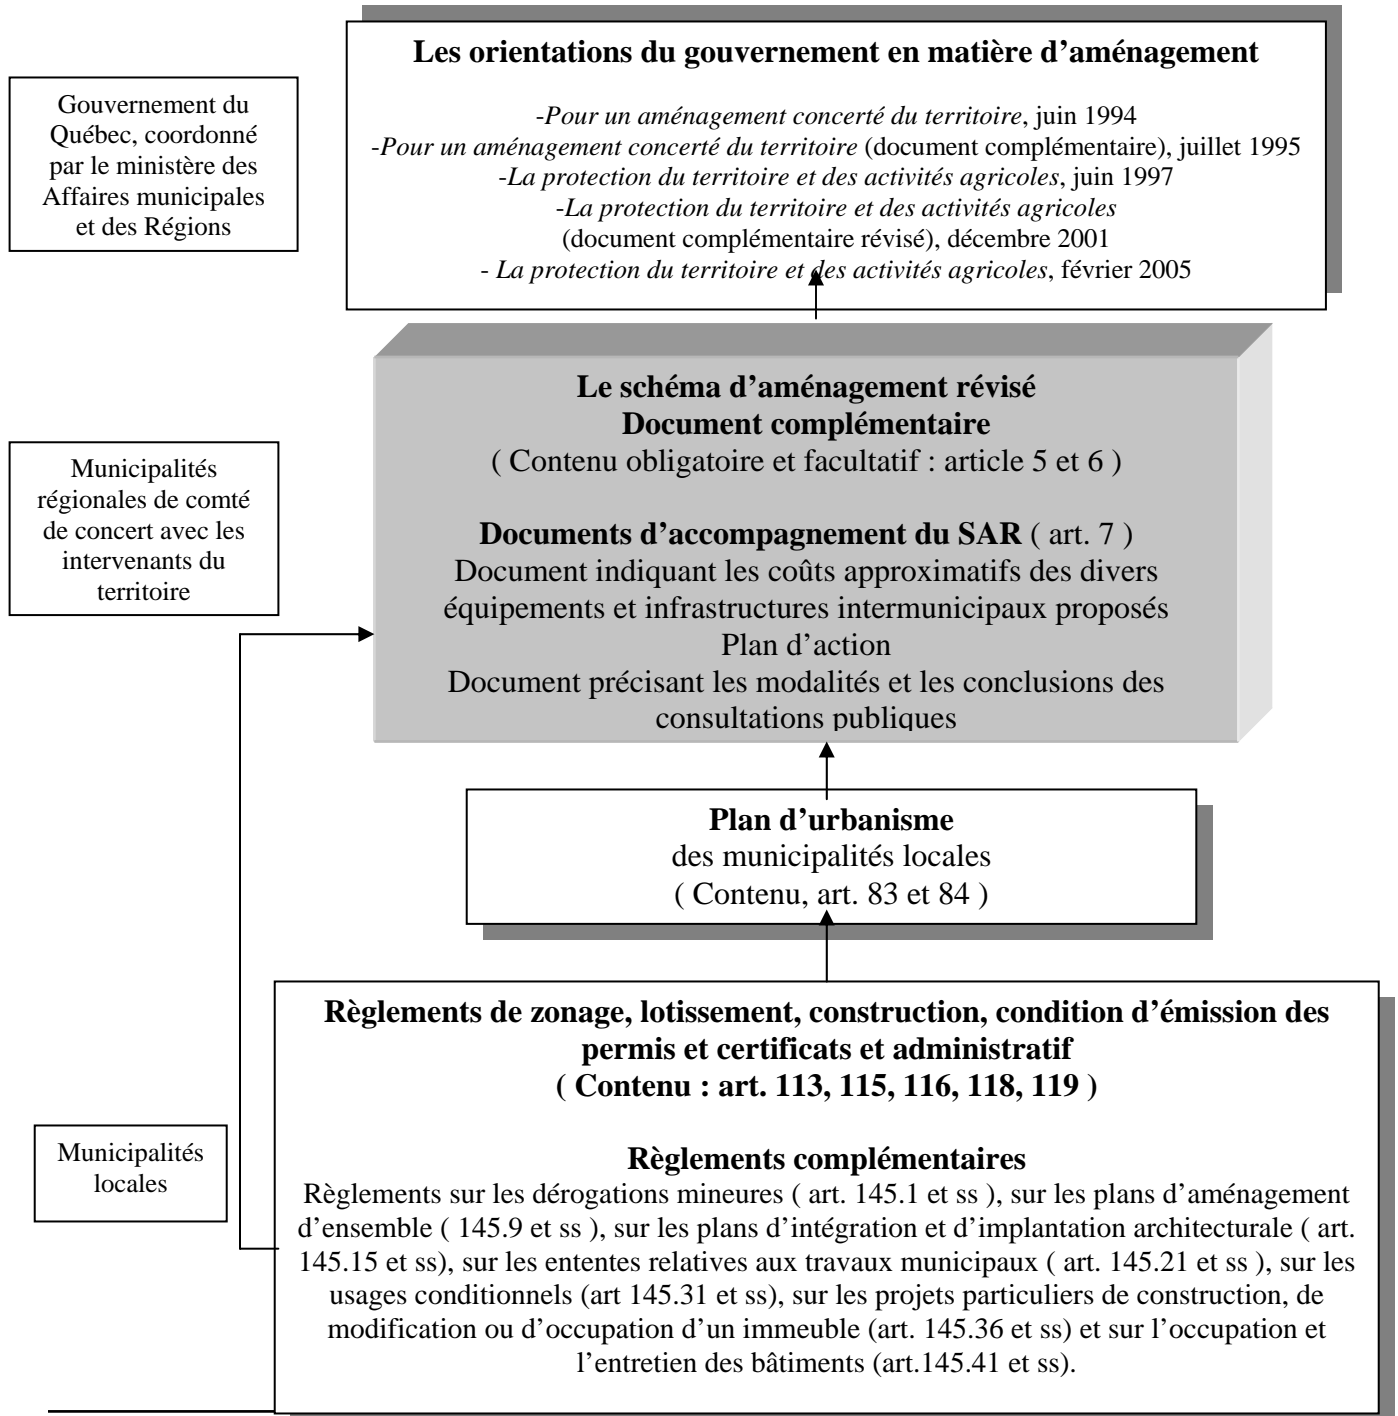 Les orientations du gouvernement en matière d’aménagement
-Pour un aménagement concerté du territoire, juin 1994
-Pour un aménagement concerté du territoire (document complémentaire), juillet 1995
-La protection du territoire et des activités agricoles, juin 1997
-La protection du territoire et des activités agricoles
(document complémentaire révisé), décembre 2001
- La protection du territoire et des activités agricoles, février 2005
Gouvernement du
Québec, coordonné
par le ministère des
Affaires municipales
et des Régions
Le schéma d’aménagement révisé
Document complémentaire
( Contenu obligatoire et facultatif : article 5 et 6 )
Documents d’accompagnement du SAR ( art. 7 )
Document indiquant les coûts approximatifs des divers
équipements et infrastructures intermunicipaux proposés
Plan d’action
Document précisant les modalités et les conclusions des
consultations publiques
Municipalités
régionales de comté
de concert avec les
intervenants du
territoire
Plan d’urbanisme
des municipalités locales
( Contenu, art. 83 et 84 )
Règlements de zonage, lotissement, construction, condition d’émission des
permis et certificats et administratif
( Contenu : art. 113, 115, 116, 118, 119 )
Règlements complémentaires
Règlements sur les dérogations mineures ( art. 145.1 et ss ), sur les plans d’aménagement
d’ensemble ( 145.9 et ss ), sur les plans d’intégration et d’implantation architecturale ( art.
145.15 et ss), sur les ententes relatives aux travaux municipaux ( art. 145.21 et ss ), sur les
usages conditionnels (art 145.31 et ss), sur les projets particuliers de construction, de
modification ou d’occupation d’un immeuble (art. 145.36 et ss) et sur l’occupation et
l’entretien des bâtiments (art.145.41 et ss).
Municipalités
locales